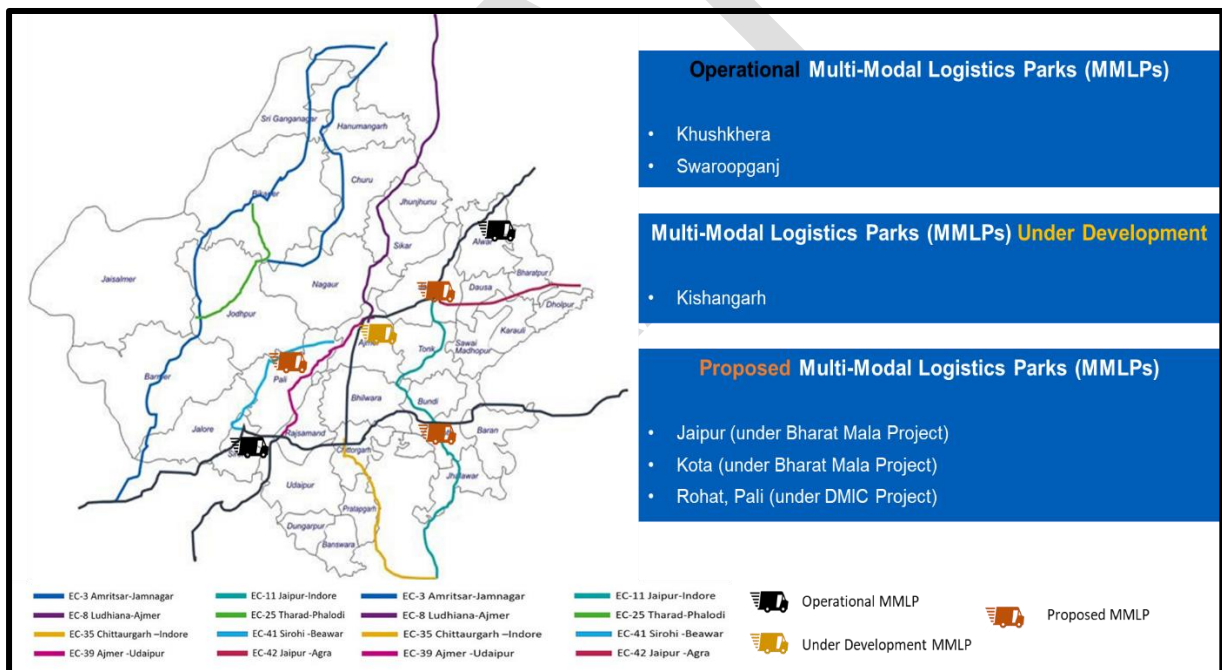 Operational Multi-Modal Logistics Parks (MMLPs)
• Khushkhera
• Swaroopganj
Multi-Modal Logistics Parks (MMLPs) Under Development
• Kishangarh
Proposed Multi-Modal Logistics Parks (MMLPs)
• Jaipur (under Bharat Mala Project)
• Kota (under Bharat Mala Project)
• Rohat, Pali (under DMIC Project)
Sri Ganganagar
Hanumangarh
Churu
Bikaner
Jhunjhunu
Sikar
Alwar
Jaisalmer
Nagaur
Bharatpur
Dausa
Dholpur
Jodhpur
Karauli
Ajmer
Tonk
Sawai
Madhopur
Barmer
Pali
Bhilwara
Bundi
Jalore
Rajsamand
Baran
Chittorgarh
Jhalawar
Udaipur
Pratapgarh
Dungarpur
Banswara
EC-3 Amritsar-Jamnagar EC-11 Jaipur-Indore EC-3 Amritsar-Jamnagar EC-11 Jaipur-Indore
EC-8 Ludhiana-Ajmer EC-25 Tharad-Phalodi EC-8 Ludhiana-Ajmer EC-25 Tharad-Phalodi
EC-35 Chittaurgarh –Indore EC-41 Sirohi -Beawar EC-35 Chittaurgarh –Indore EC-41 Sirohi -Beawar
EC-39 Ajmer -Udaipur EC-42 Jaipur -Agra EC-39 Ajmer -Udaipur EC-42 Jaipur -Agra
Operational MMLP
Proposed MMLP
Under Development MMLP